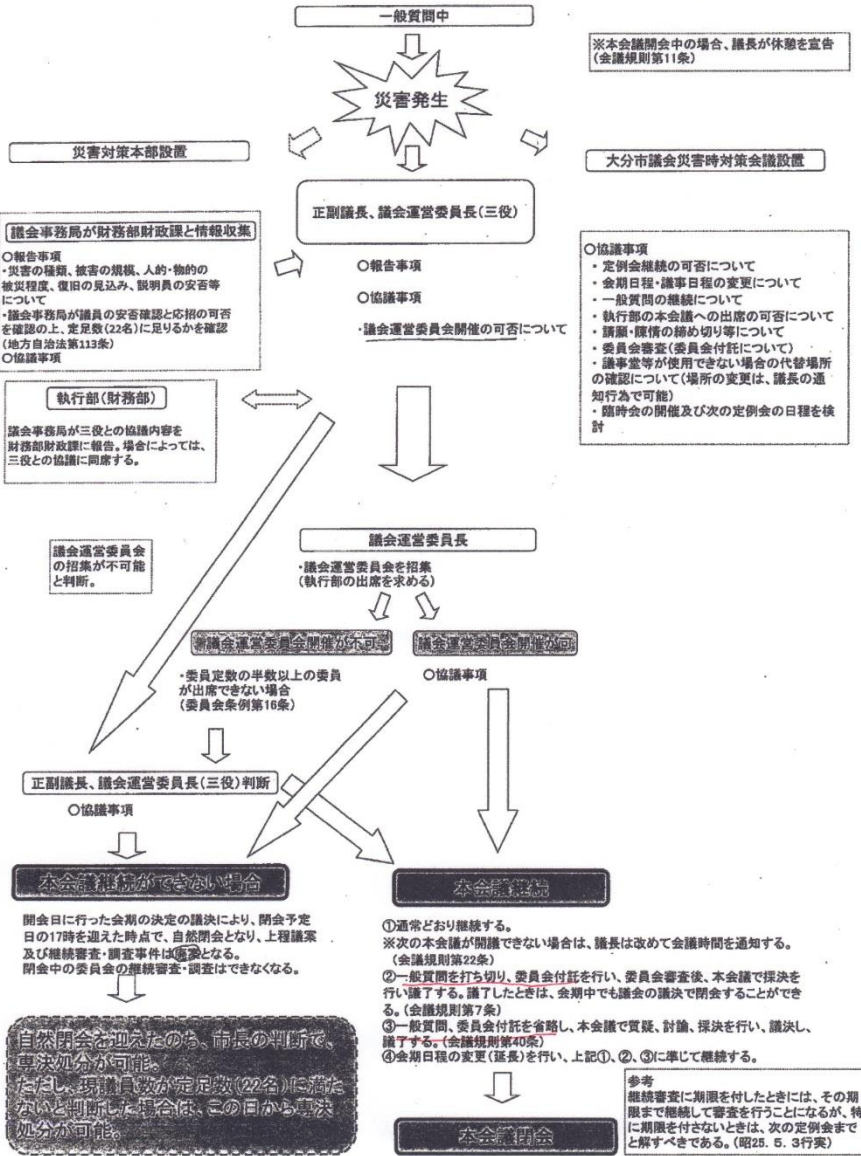 一般質問中
※本会議開会中の場合、議長が休憩を宣告
(会議規則第11条)
災害発生
災害対策本部設置
大分市議会災害時対策会議設置
正副議長、議会運営委員長(三役)
議会事務局が財務部財政課と情報収集
〇報告事項
・災害の種類、被害の規模、人的・物的の
被災程度、復旧の見込み、説明員の安否等
について
・議会事務局が議員の安否確認と応招の可否
を確認の上、定足数(22名)に足りるかを確認
(地方自治法第113条)
〇協議事項
〇報告事項
〇協議事項
・議会運営委員会開催の可否について
〇協議事項
・定例会継続の可否について
・会期日程・議事日程の変更について
・一般質問の継続について
・執行部の本会議への出席の可否について
・請願・陳情の締め切り等について
・委員会審査(委員会付託について)
・議事堂等が使用できない場合の代替場所
の確認について(場所の変更は、議長の通
知行為で可能)
・臨時会の開催及び次の定例会の日程を検
討
執行部(財務部)
議会事務局が三役との協議内容を
財務部財政課に報告。場合によっては、
三役との協議に同席する。
議会運営委員会
の招集が不可能
と判断。
議会運営委員長
・議会運営委員会を招集
(執行部の出席を求める)
議会運営委員会開催が不可
議会運営委員会開催が可
・委員定数の半数以上の委員
が出席できない場合
(委員会条例第16条)
〇協議事項
正副議長、議会運営委員長(三役)判断
〇協議事項
本会議継続ができない場合
開会日に行った会期の決定の議決により、閉会予定
日の17時を迎えた時点で、自然閉会となり、上程議案
及び継続審査・調査事件は廃案となる。
閉会中の委員会の継続審査・調査はできなくなる。
自然閉会を迎えたのち、市長の判断で、
専決処分が可能。
ただし、現議員数が定足数(22名)に満た
ないと判断した場合は、この日から専決
処分が可能。
本会議継続
①通常どおり継続する。
※次の本会議が開議できない場合は、議長は改めて会議時間を通知する。
(会議規則第22条)
②一般質問を打ち切り、委員会付託を行い、委員会審査後、本会議で採決を
行い議了する。議了したときは、会期中でも議会の議決で閉会することができ
る。(会議規則第7条)
③一般質問、委員会付託を省略し、本会議で質疑、討論、採決を行い、議決し、
議了する。(会議規則第40条)
④会期日程の変更(延長)を行い、上記①、②、③に準じて継続する。
本会議閉会
参考
継続審査に期限を付したときには、その期
限まで継続して審査を行うことになるが、特
に期限を付さないときは、次の定例会まで
と解すべきである。(昭25.5.3行実)